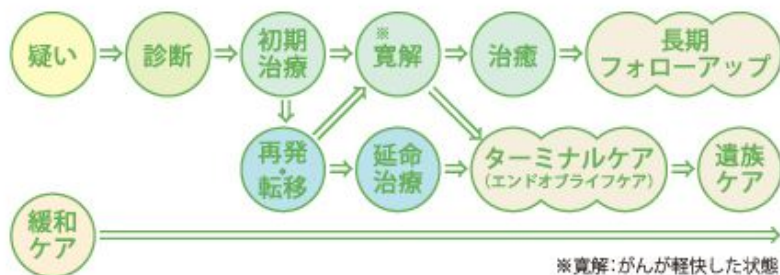 疑い
診断
初期
治療
※
寛解
治癒
長期
フォローアップ
再発
・
転移
延命
治療
ターミナルケア
(エンドオブライフケア)
遺族
ケア
緩和
ケア
※寛解:がんが軽快した状態